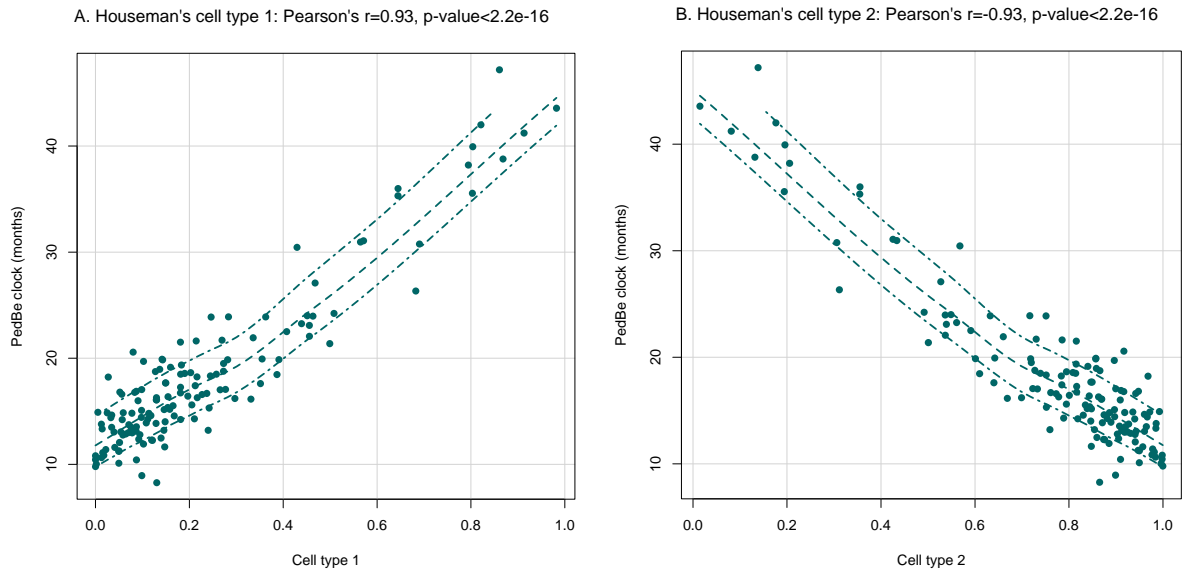 A. Houseman's cell type 1: Pearson's r=0.93, p-value<2.2e-16
PedBe clock (months)
40
30
20
10
0.0 0.2 0.4 0.6 0.8 1.0
Cell type 1
B. Houseman's cell type 2: Pearson's r=-0.93, p-value<2.2e-16
PedBe clock (months)
40
30
20
10
0.0 0.2 0.4 0.6 0.8 1.0
Cell type 2